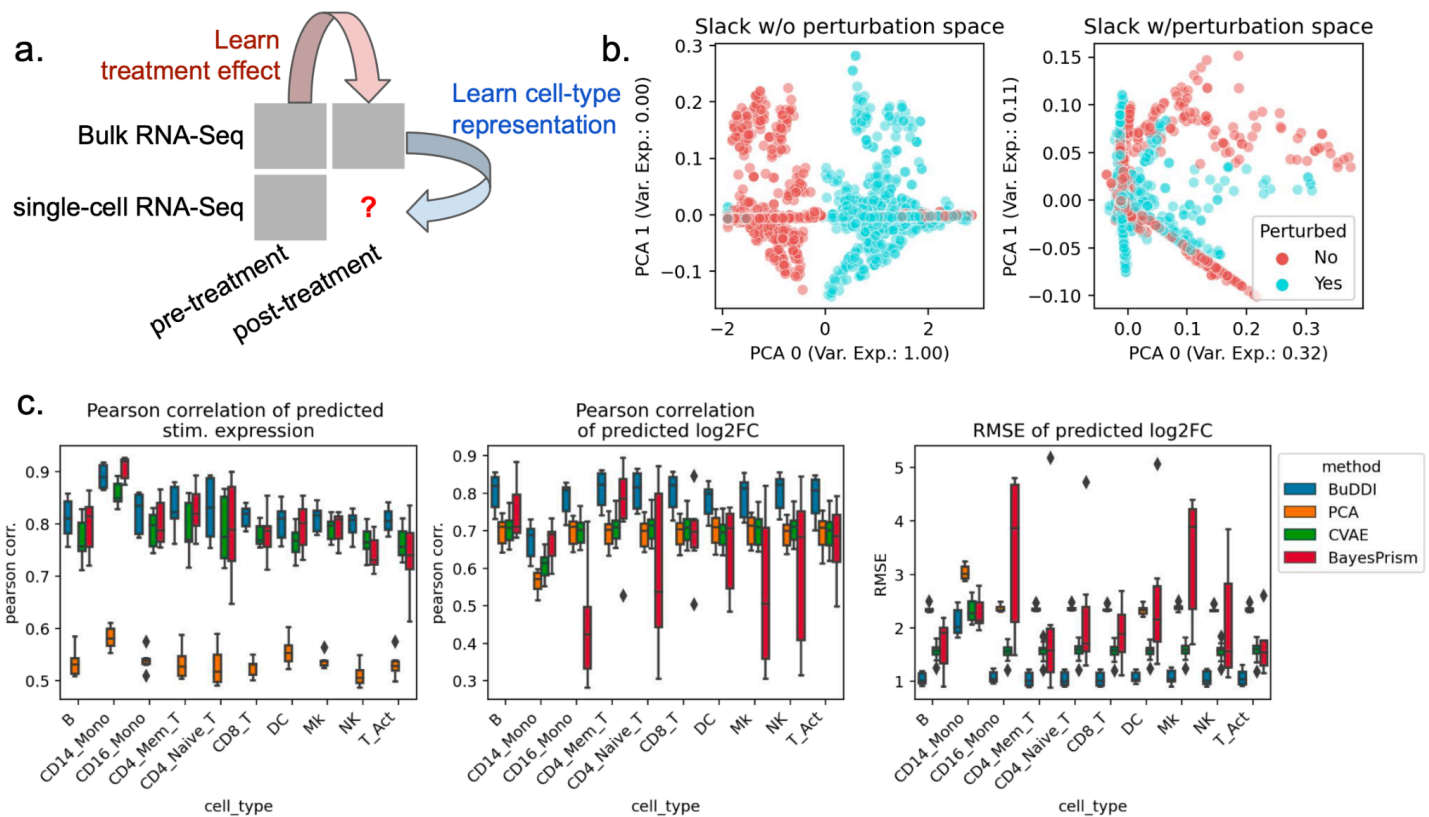 a.
Learn
treatment effect
Learn cell-type
representation
Bulk RNA-Seq
single-cell RNA-Seq
?
pre-treatment
post-treatment
b.
Slack w/o perturbation space
0.3
0.2
0.1
0.0
−0.1
PCA 1 (Var. Exp.: 0.00)
−2
0
2
PCA 0 (Var. Exp.: 1.00)
Slack w/perturbation space
0.15
0.10
0.05
0.00
−0.05
−0.10
PCA 1 (Var. Exp.: 0.11)
0.0
0.1
0.2
0.3
PCA 0 (Var. Exp.: 0.32)
Perturbed
No
Yes
c.
Pearson correlation of predicted
stim. expression
0.9
0.8
0.7
0.6
0.5
pearson corr.
B
CD14_Mono
CD16_Mono
CD4_Mem_T
CD4_Naive_T
CD8_T
DC
Mk
NK
T_Act
cell_type
Pearson correlation
of predicted log2FC
0.9
0.8
0.7
0.6
0.5
0.4
0.3
pearson corr.
B
CD14_Mono
CD16_Mono
CD4_Mem_T
CD4_Naive_T
CD8_T
DC
Mk
NK
T_Act
cell_type
RMSE of predicted log2FC
5
4
3
2
1
RMSE
B
CD14_Mono
CD16_Mono
CD4_Mem_T
CD4_Naive_T
CD8_T
DC
Mk
NK
T_Act
cell_type
method
BuDDI
PCA
CVAE
BayesPrism